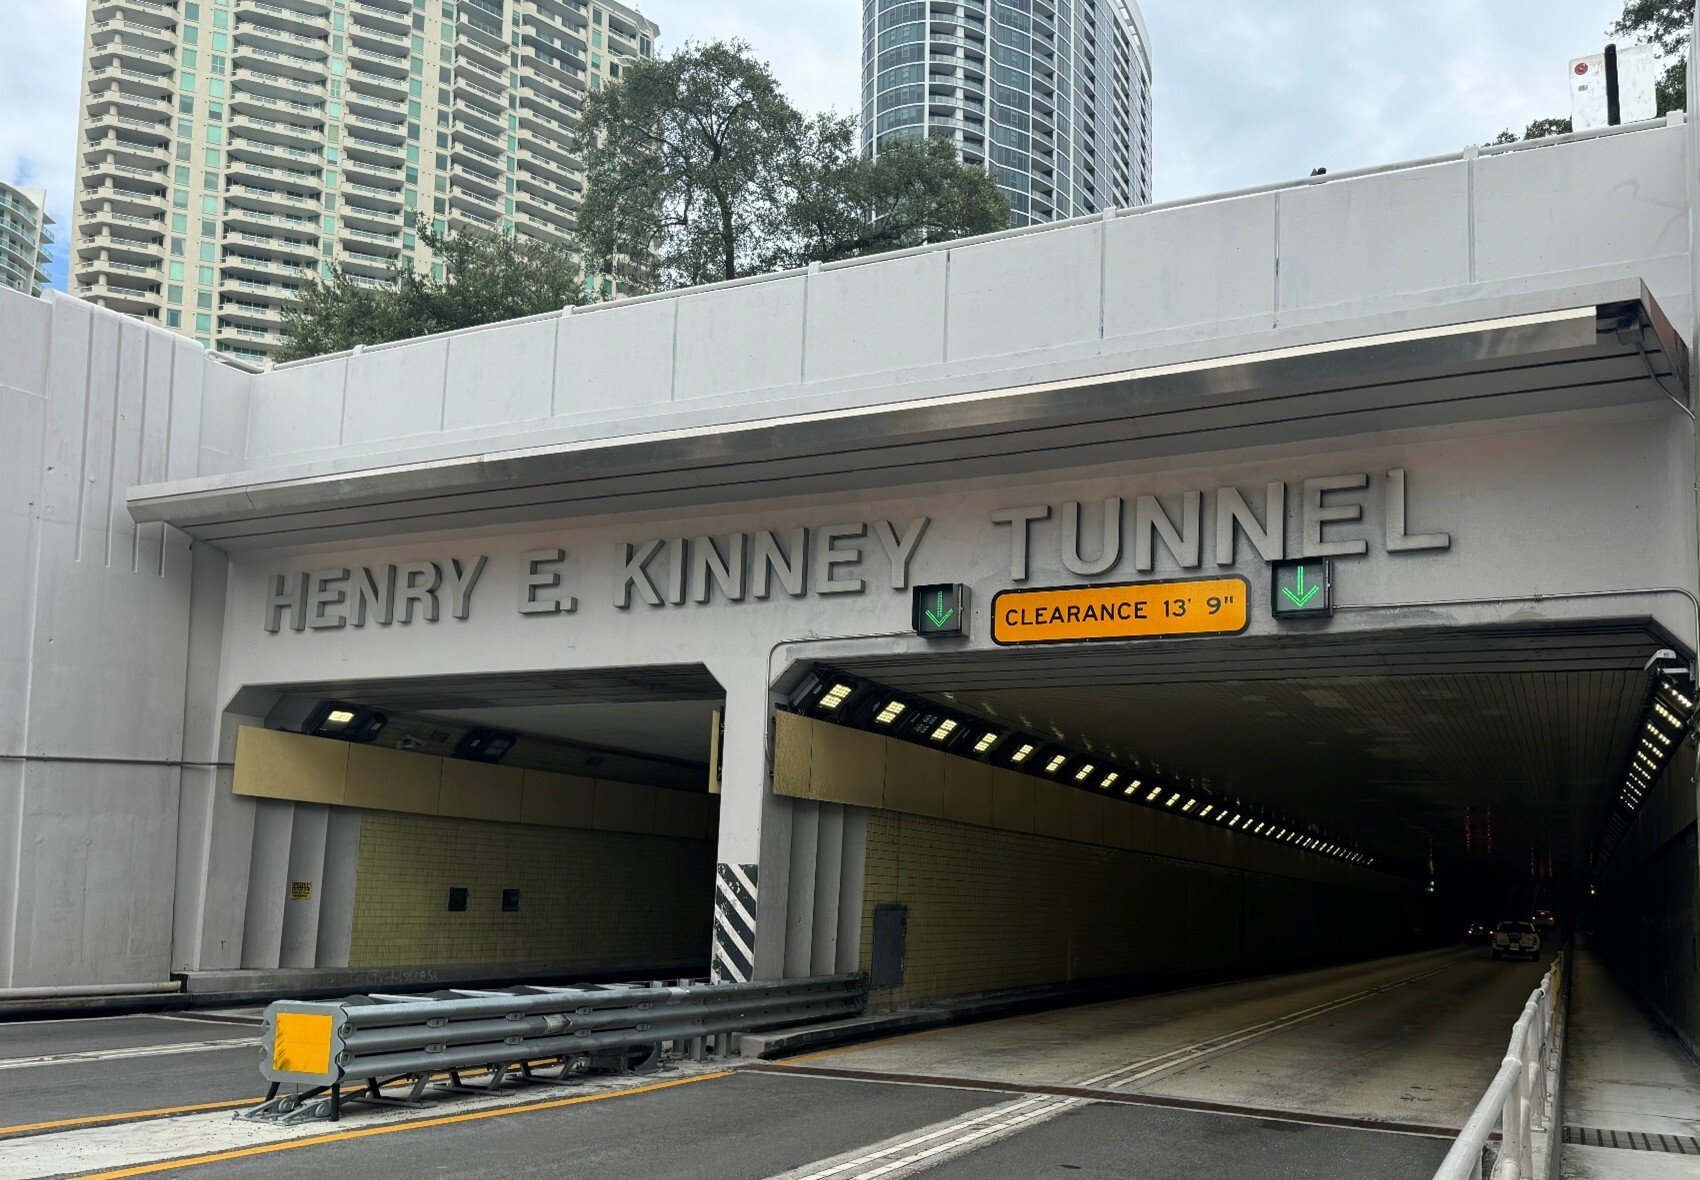 HENRY E. KINNEY TUNNEL
CLEARANCE 13' 9"